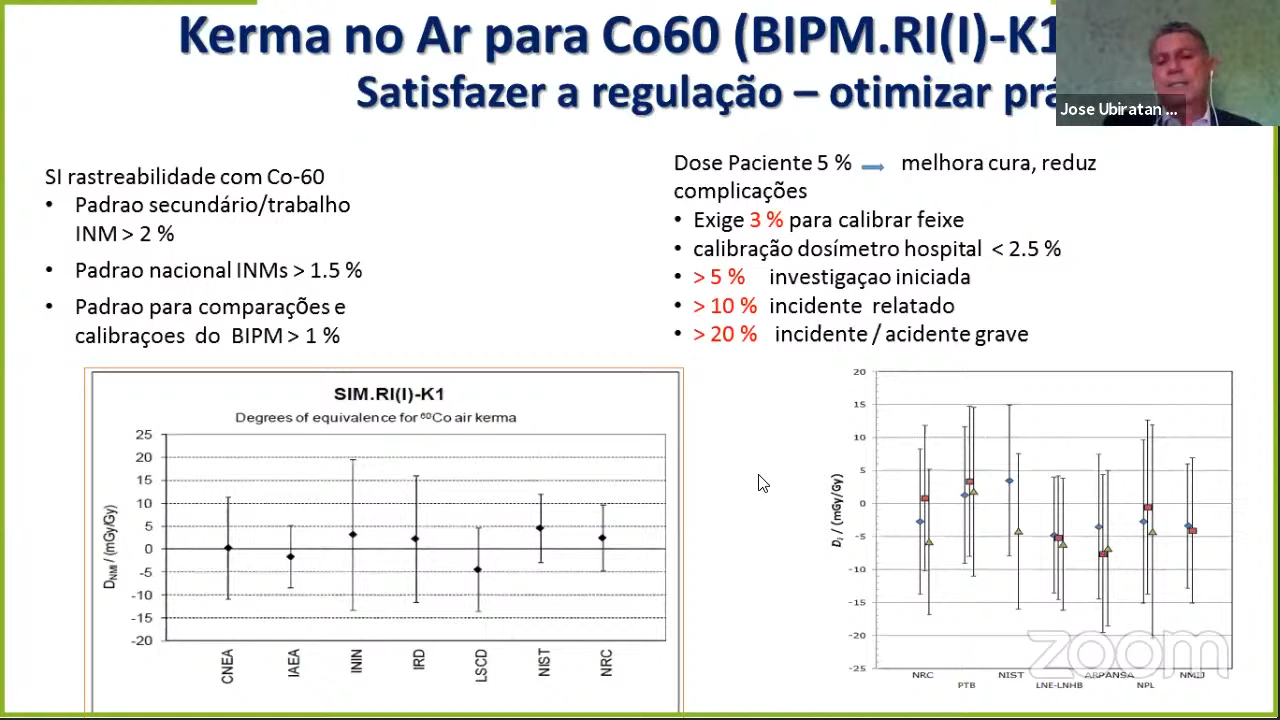 Kerma no Ar para Co60 (BIPM.RI(I)-K1
Satisfazer a regulação – otimizar prá
Jose Ubiratan ...
SI rastreabilidade com Co-60
• Padrao secundário/trabalho
INM > 2 %
• Padrao nacional INMs > 1.5 %
• Padrao para comparações e
calibraçoes do BIPM > 1 %
Dose Paciente 5 % melhora cura, reduz
complicações
• Exige 3 % para calibrar feixe
• calibração dosímetro hospital < 2.5 %
• > 5 % investigaçao iniciada
• > 10 % incidente relatado
• > 20 % incidente / acidente grave
SIM.RI(I)-K1
Degrees of equivalence for ⁶⁰Co air kerma
D_NMI / (mGy/Gy)
25
20
15
10
5
0
-5
-10
-15
-20
CNEA
IAEA
ININ
IRD
LSCD
NIST
NRC
D_i / (mGy/Gy)
20
15
10
5
0
-5
-10
-15
-20
-25
NRC
PTB
NIST
LNE-LNHB
ARPANSA
NPL
NMIJ
zoom